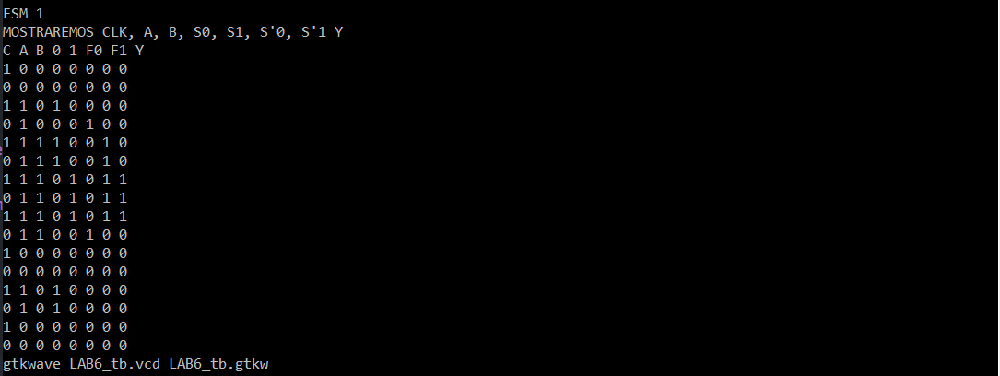 FSM 1
MOSTRAREMOS CLK, A, B, S0, S1, S'0, S'1 Y
C A B 0 1 F0 F1 Y
1 0 0 0 0 0 0 0
0 0 0 0 0 0 0 0
1 1 0 1 0 0 0 0
0 1 0 0 0 1 0 0
1 1 1 1 0 0 1 0
0 1 1 1 0 0 1 0
1 1 1 0 1 0 1 1
0 1 1 0 1 0 1 1
1 1 1 0 1 0 1 1
0 1 1 0 0 1 0 0
1 0 0 0 0 0 0 0
0 0 0 0 0 0 0 0
1 1 0 1 0 0 0 0
0 1 0 1 0 0 0 0
1 0 0 0 0 0 0 0
0 0 0 0 0 0 0 0
gtkwave LAB6_tb.vcd LAB6_tb.gtkw